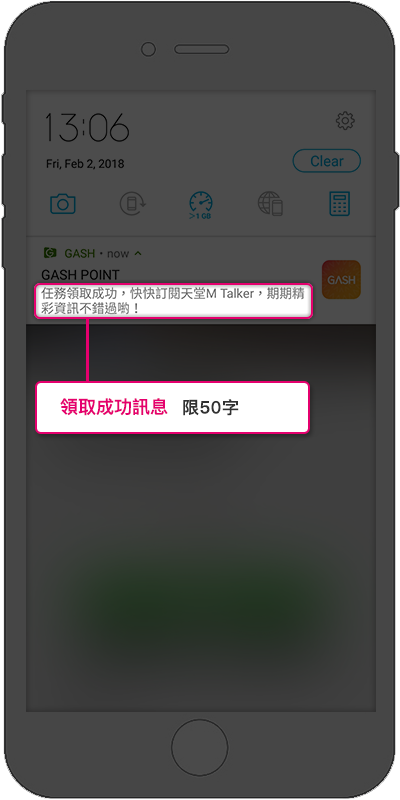 13:06
Fri, Feb 2, 2018
Clear
>1 GB
GASH • now
GASH POINT
GASH
任務領取成功，快快訂閱天堂M Talker，期期精
彩資訊不錯過喲！
領取成功訊息 限50字